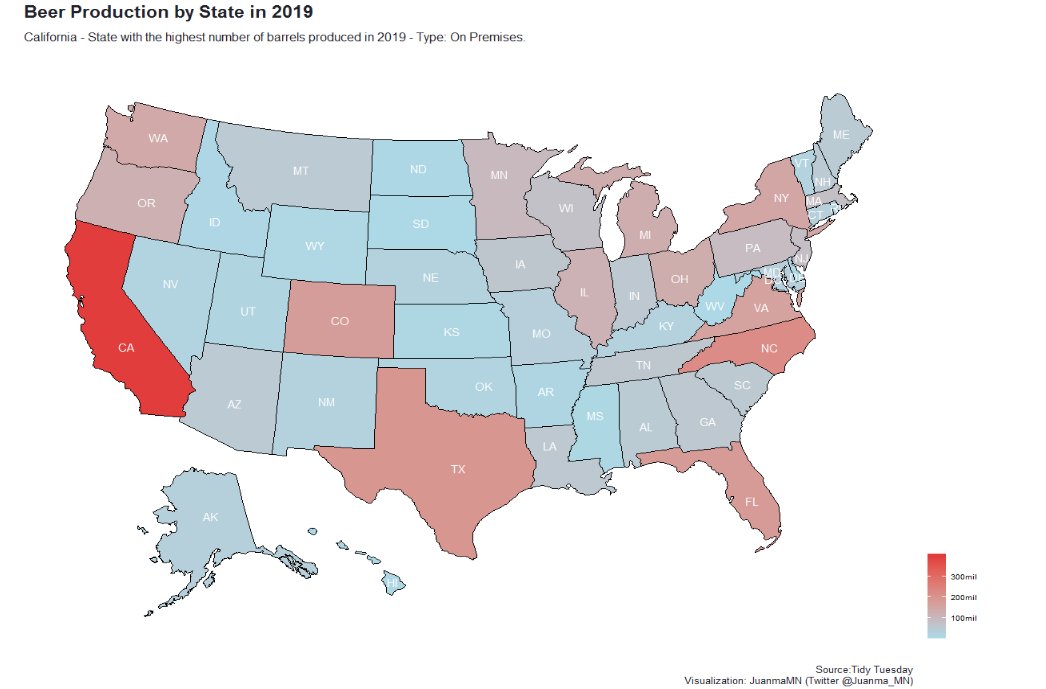 Beer Production by State in 2019
California - State with the highest number of barrels produced in 2019 - Type: On Premises.
ME
WA
VT
ND
MT
MN
NH
OR
NY
MA
WI
CT
ID
SD
MI
WY
PA
NJ
IA
MD
NE
OH
NV
IL
IN
WV
VA
UT
CO
KY
KS
MO
CA
NC
TN
OK
AR
SC
NM
AZ
MS
AL
GA
LA
TX
FL
AK
HI
300mil
200mil
100mil
Source:Tidy Tuesday
Visualization: JuanmaMN (Twitter @Juanma_MN)